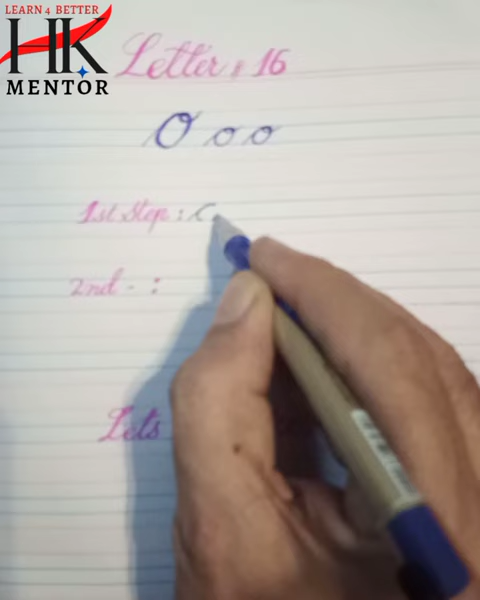 LEARN 4 BETTER
HK
MENTOR
Letter : 16
O o o
1st Step : c
2nd - :
Lets